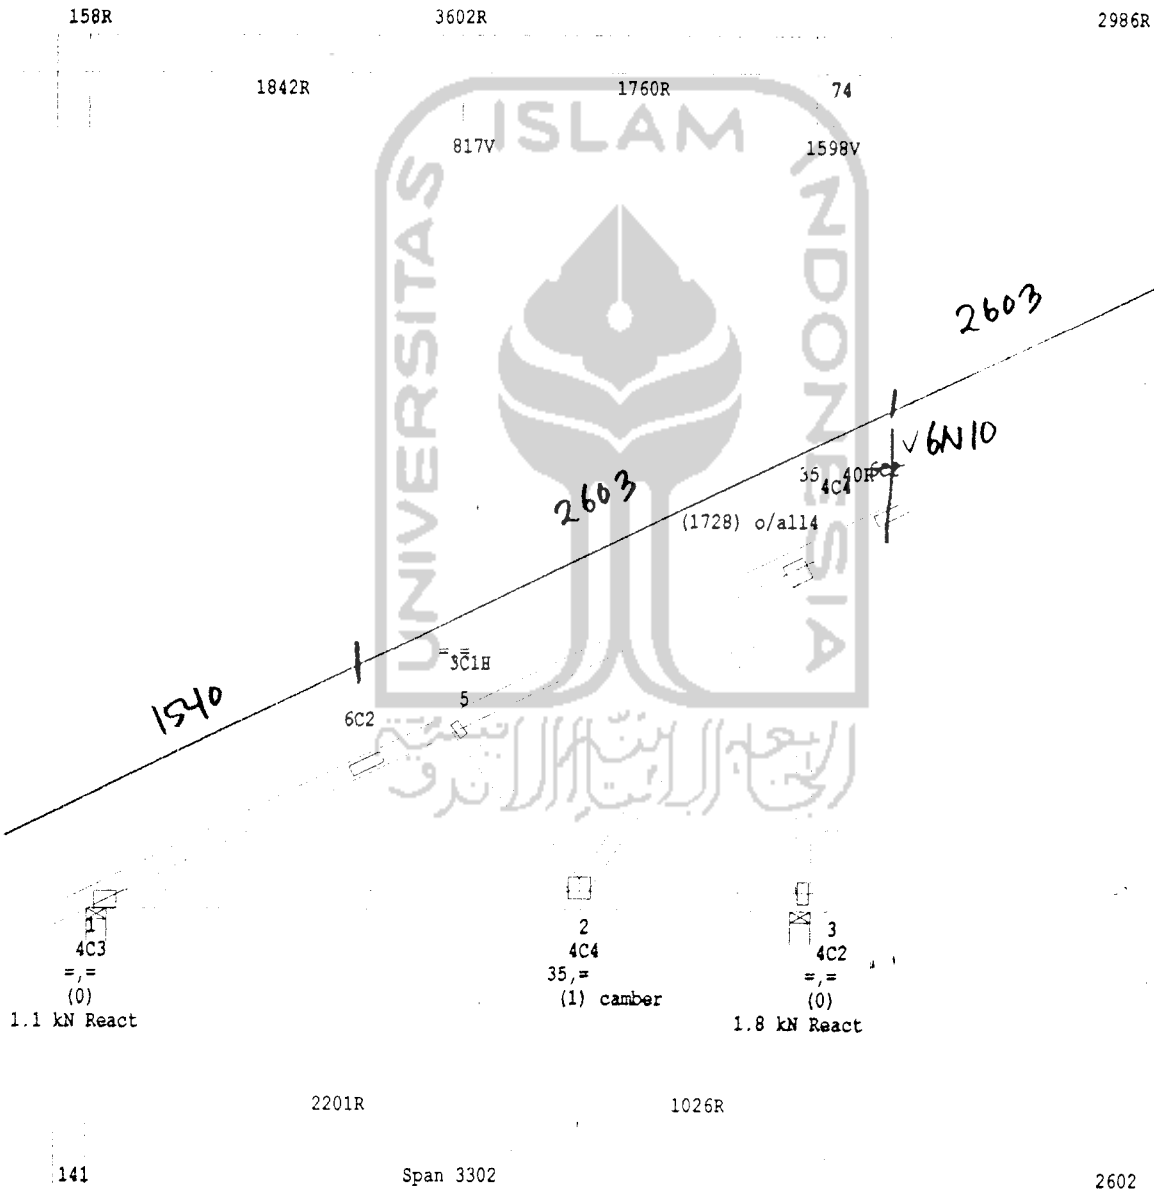 158R 3602R 2986R
1842R 1760R 74
817V 1598V
ISLAM
UNIVERSITAS
INDONESIA
2603
6N10
35, 40R
4C4
2603
(1728) o/all4
3C1H
5
1540
6C2
1 2 3
4C3 4C4 4C2
=,= 35,= =,=
(0) (1) camber (0)
1.1 kN React 1.8 kN React
2201R 1026R
141 Span 3302 2602